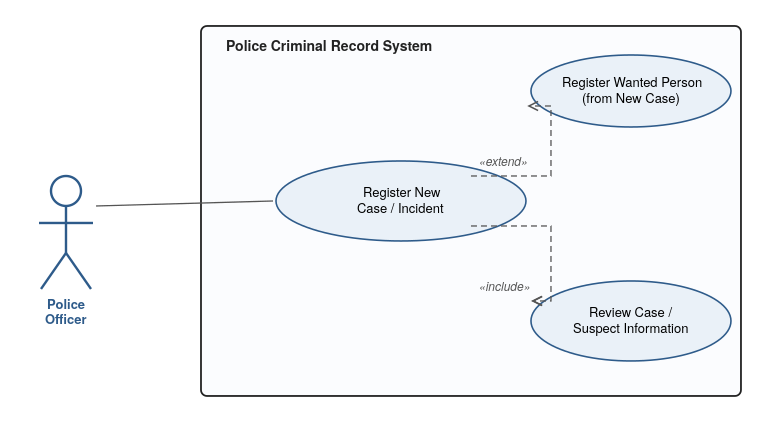 Police Criminal Record System
Register Wanted Person
(from New Case)
«extend»
Register New
Case / Incident
«include»
Review Case /
Suspect Information
Police
Officer